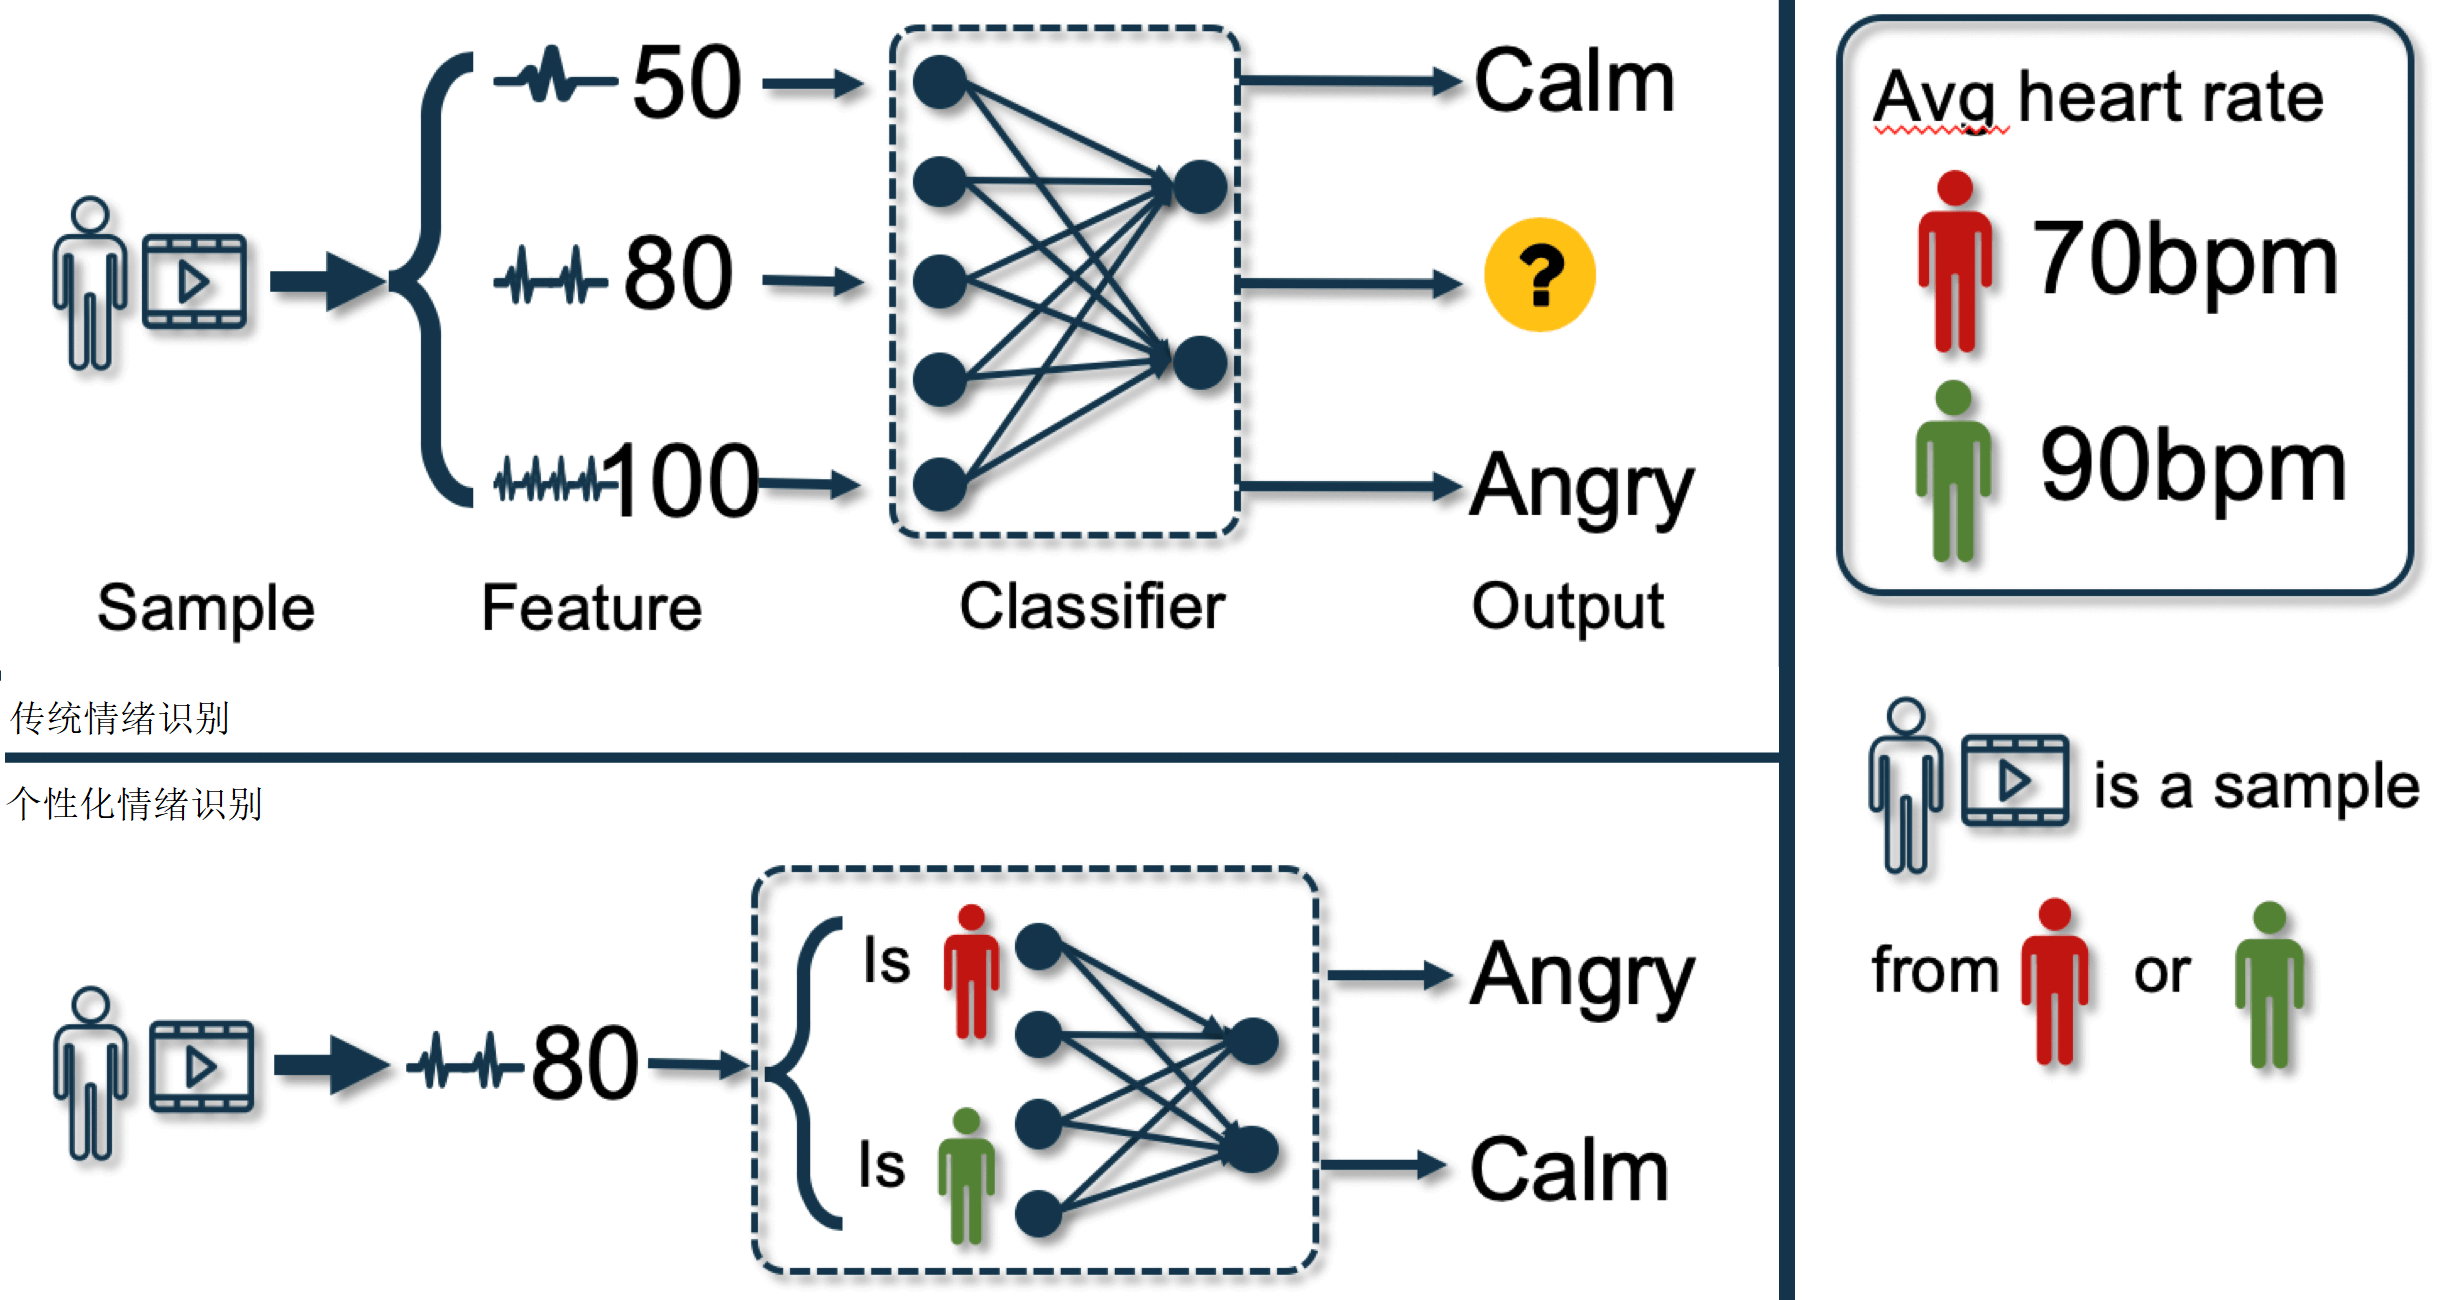 50
Calm
80
?
100
Angry
Sample
Feature
Classifier
Output
传统情绪识别
个性化情绪识别
80
Is
Is
Angry
Calm
Avg heart rate
70bpm
90bpm
is a sample
from or